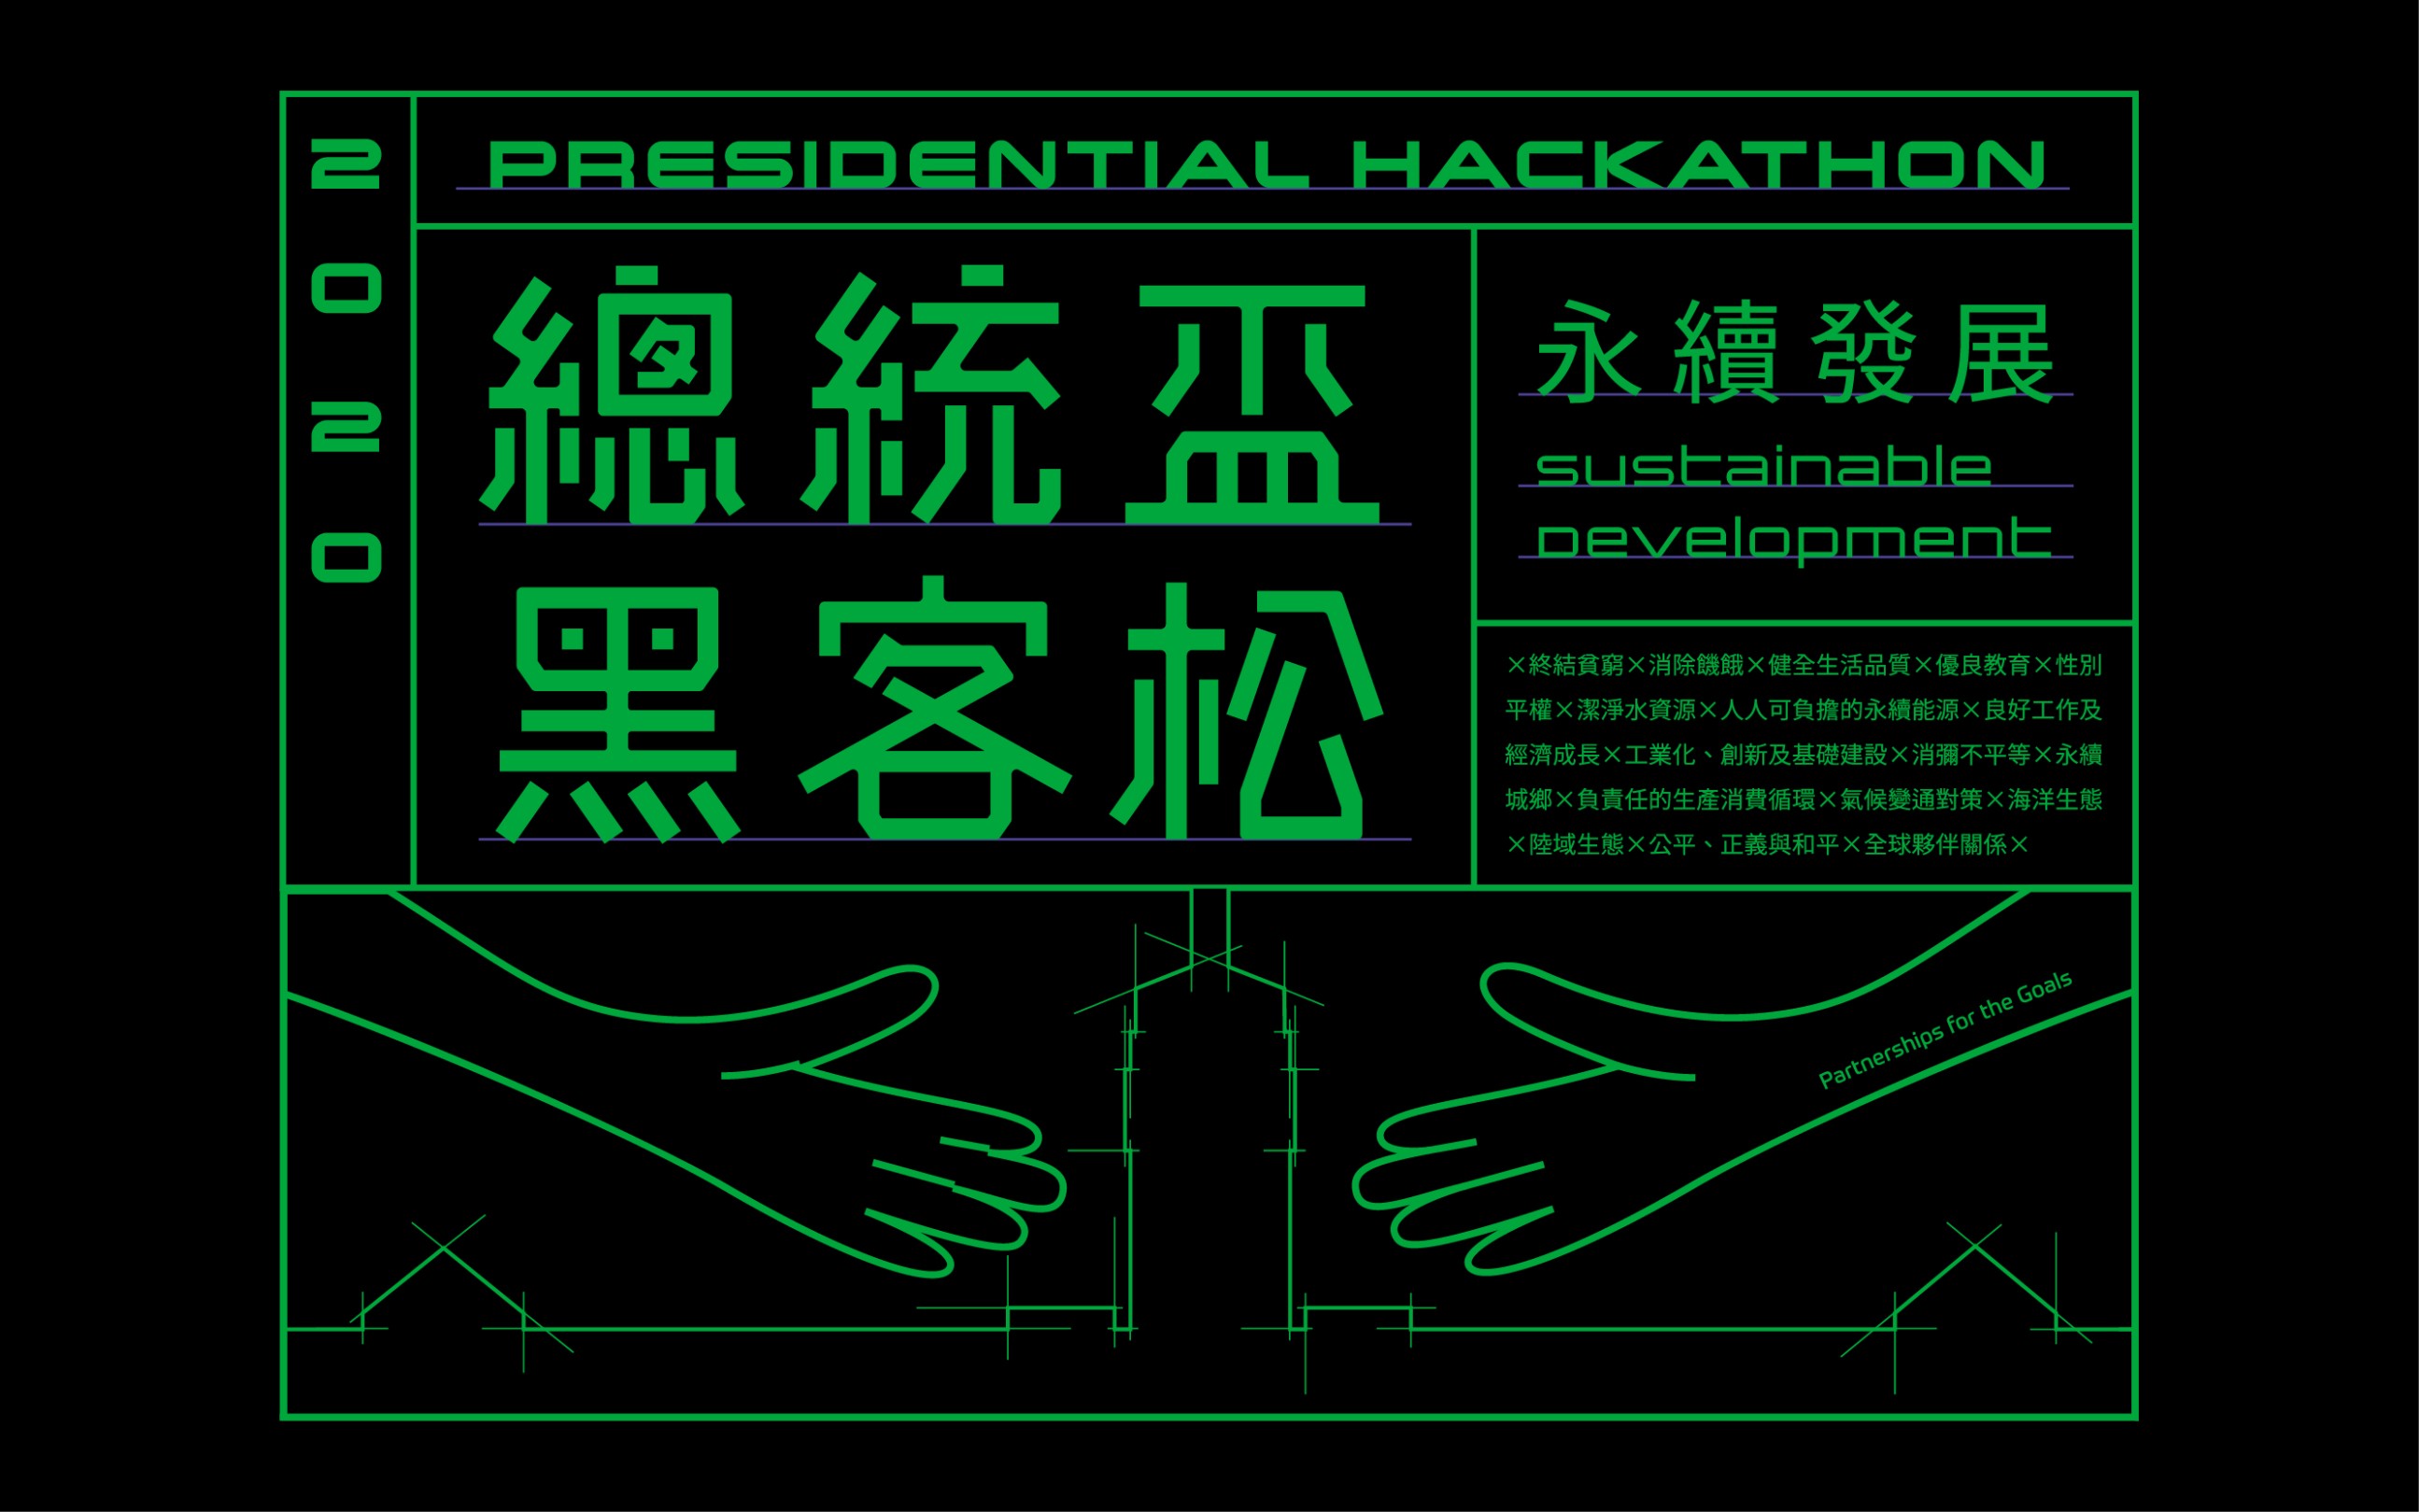 2020
PRESIDENTIAL HACKATHON
總統盃
黑客松
永續發展
sustainable
Development
×終結貧窮×消除饑餓×健全生活品質×優良教育×性別
平權×潔淨水資源×人人可負擔的永續能源×良好工作及
經濟成長×工業化、創新及基礎建設×消彌不平等×永續
城鄉×負責任的生產消費循環×氣候變遷對策×海洋生態
×陸域生態×公平、正義與和平×全球夥伴關係×
Partnerships for the Goals